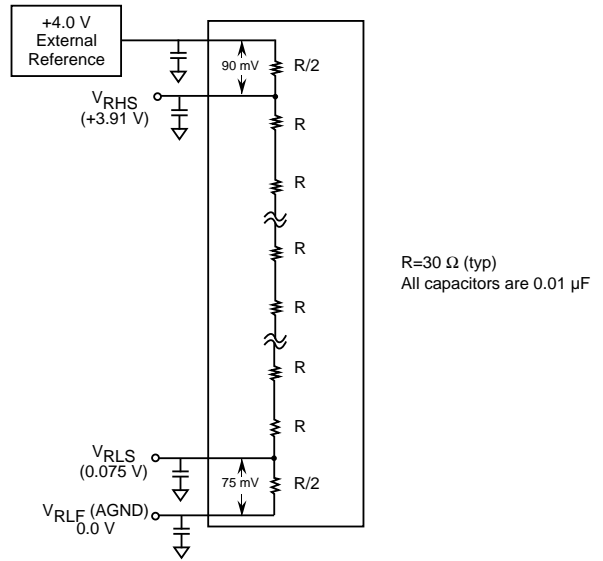 +4.0 V
External
Reference
90 mV
R/2
VRHS
(+3.91 V)
R
R
R
R
R
R
R=30 Ω (typ)
All capacitors are 0.01 µF
VRLS
(0.075 V)
75 mV
R/2
VRLF (AGND)
0.0 V